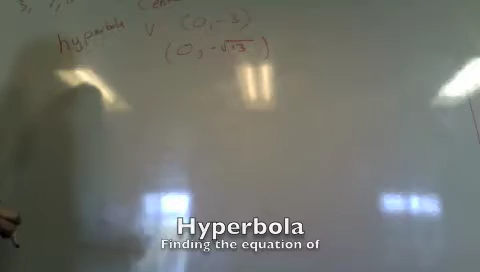 hyperbola V (0, -3)
(0, -√13)
Hyperbola
Finding the equation of